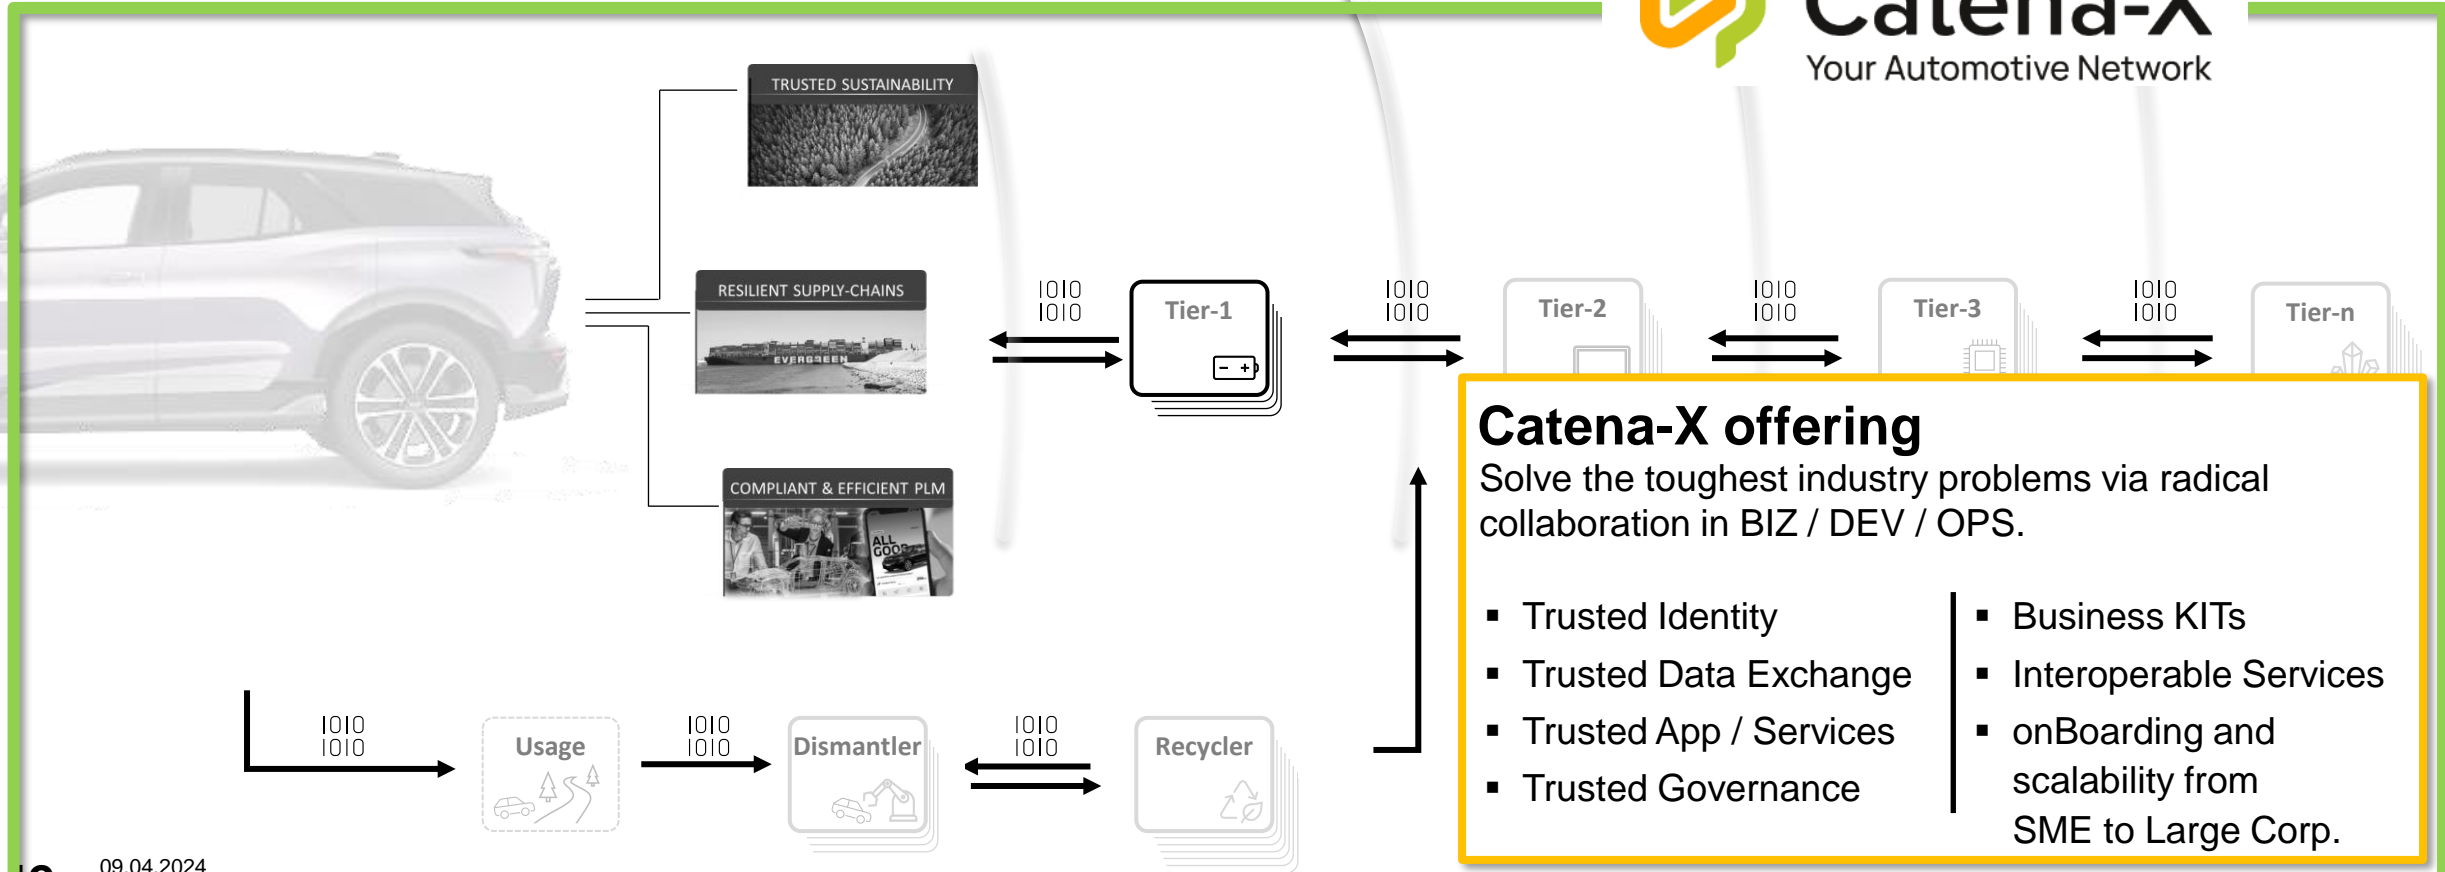 Catena-X
Your Automotive Network
TRUSTED SUSTAINABILITY
RESILIENT SUPPLY-CHAINS
EVERGREEN
COMPLIANT & EFFICIENT PLM
ALL
GOOD
1010
1010
Tier-1
- +
1010
1010
Tier-2
1010
1010
Tier-3
1010
1010
Tier-n
Catena-X offering
Solve the toughest industry problems via radical
collaboration in BIZ / DEV / OPS.
▪ Trusted Identity
▪ Trusted Data Exchange
▪ Trusted App / Services
▪ Trusted Governance
▪ Business KITs
▪ Interoperable Services
▪ onBoarding and
scalability from
SME to Large Corp.
1010
1010
Usage
1010
1010
Dismantler
1010
1010
Recycler
09.04.2024